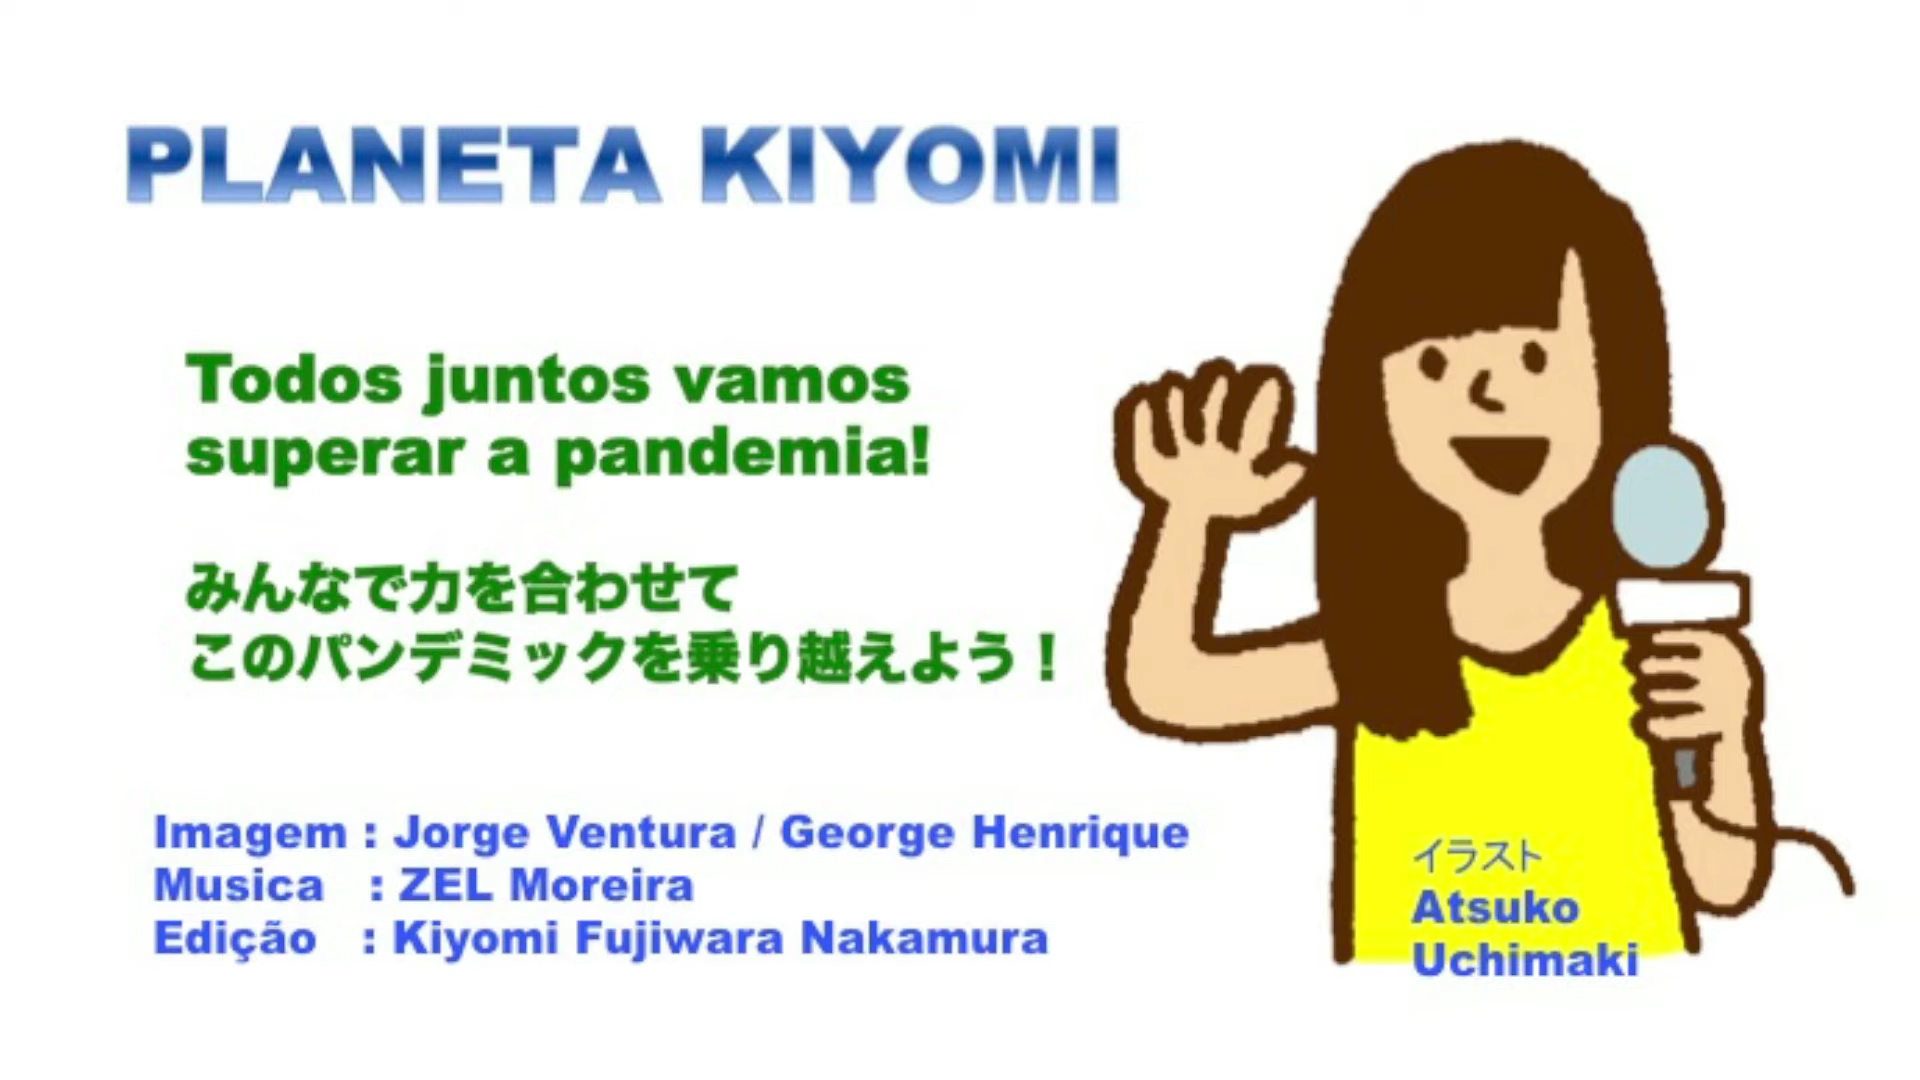 PLANETA KIYOMI
Todos juntos vamos
superar a pandemia!
みんなで力を合わせて
このパンデミックを乗り越えよう！
Imagem : Jorge Ventura / George Henrique
Musica : ZEL Moreira
Edição : Kiyomi Fujiwara Nakamura
イラスト
Atsuko
Uchimaki